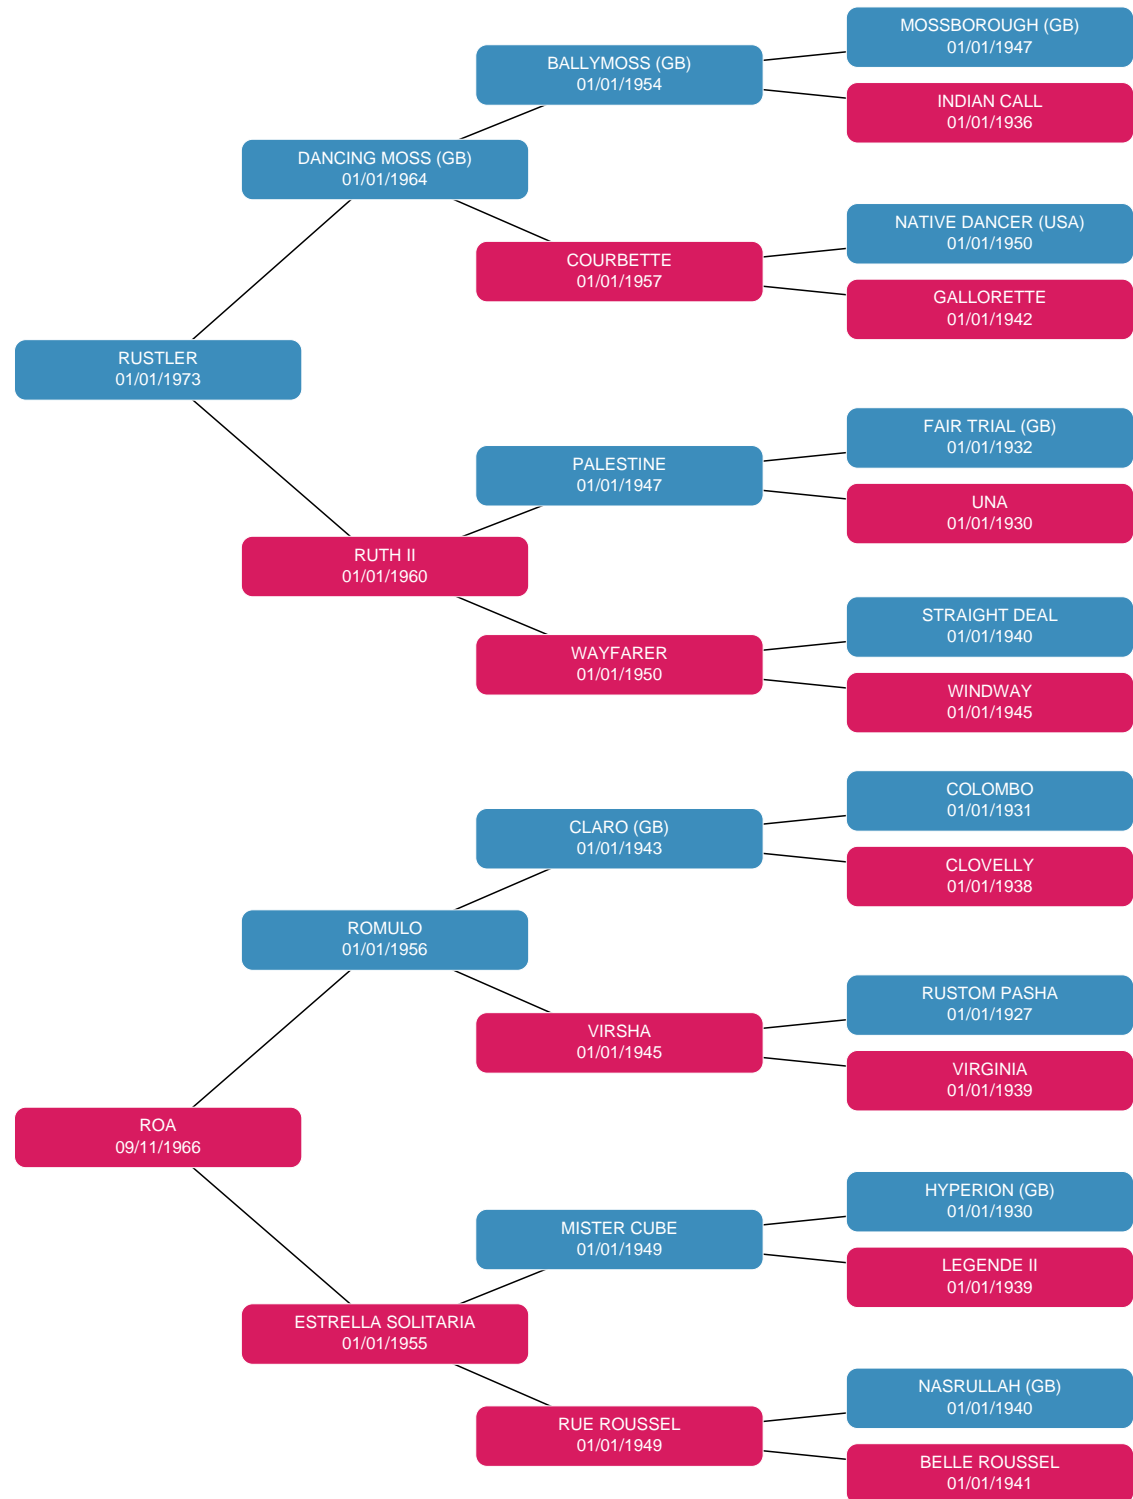 MOSSBOROUGH (GB)
01/01/1947
BALLYMOSS (GB)
01/01/1954
INDIAN CALL
01/01/1936
DANCING MOSS (GB)
01/01/1964
NATIVE DANCER (USA)
01/01/1950
COURBETTE
01/01/1957
GALLORETTE
01/01/1942
RUSTLER
01/01/1973
FAIR TRIAL (GB)
01/01/1932
PALESTINE
01/01/1947
UNA
01/01/1930
RUTH II
01/01/1960
STRAIGHT DEAL
01/01/1940
WAYFARER
01/01/1950
WINDWAY
01/01/1945
COLOMBO
01/01/1931
CLARO (GB)
01/01/1943
CLOVELLY
01/01/1938
ROMULO
01/01/1956
RUSTOM PASHA
01/01/1927
VIRSHA
01/01/1945
VIRGINIA
01/01/1939
ROA
09/11/1966
HYPERION (GB)
01/01/1930
MISTER CUBE
01/01/1949
LEGENDE II
01/01/1939
ESTRELLA SOLITARIA
01/01/1955
NASRULLAH (GB)
01/01/1940
RUE ROUSSEL
01/01/1949
BELLE ROUSSEL
01/01/1941